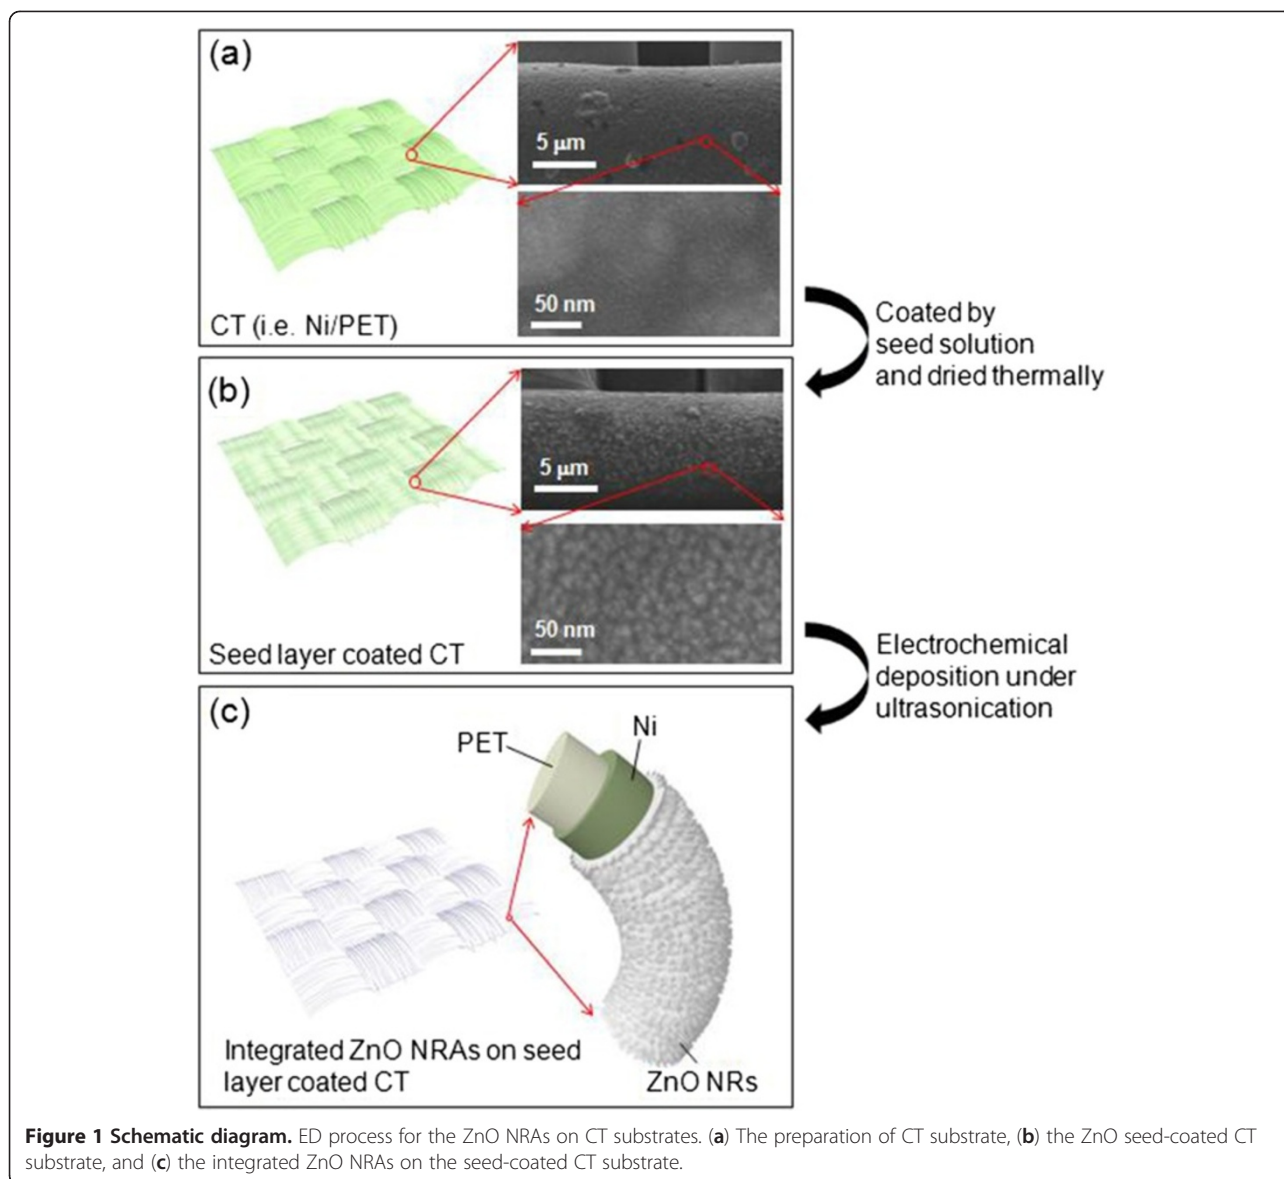 (a)
5 μm
50 nm
CT (i.e. Ni/PET)
Coated by
seed solution
and dried thermally
(b)
5 μm
50 nm
Seed layer coated CT
Electrochemical
deposition under
ultrasonication
(c)
PET
Ni
Integrated ZnO NRAs on seed
layer coated CT
ZnO NRs
Figure 1 Schematic diagram. ED process for the ZnO NRAs on CT substrates. (a) The preparation of CT substrate, (b) the ZnO seed-coated CT
substrate, and (c) the integrated ZnO NRAs on the seed-coated CT substrate.